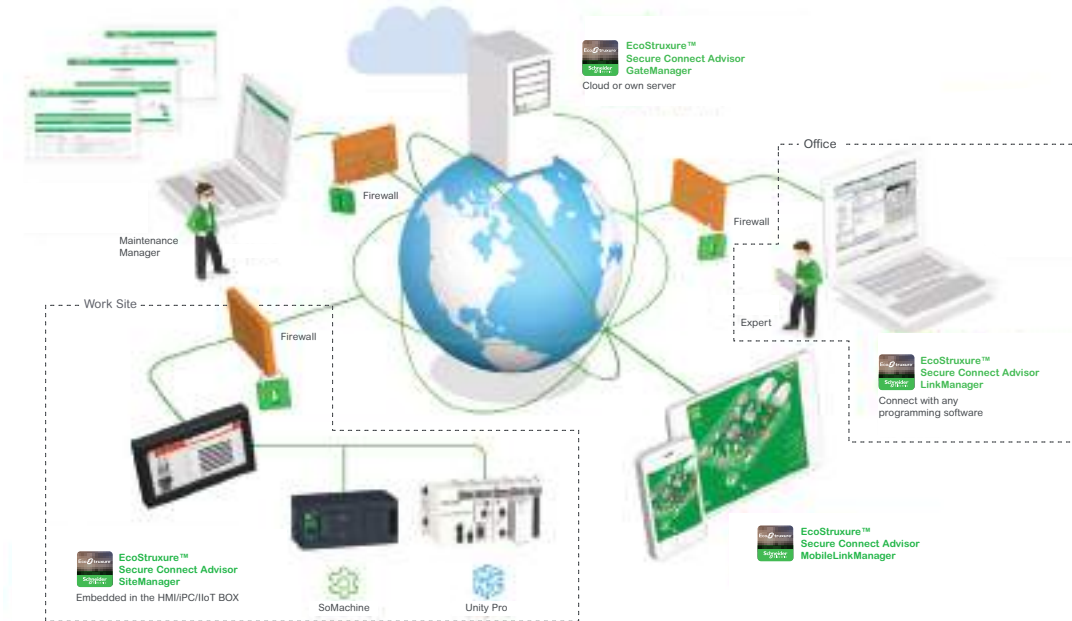 EcoStruxure™
Secure Connect Advisor
GateManager
Cloud or own server
Office
Firewall
Firewall
Maintenance
Manager
Work Site
Firewall
Expert
EcoStruxure™
Secure Connect Advisor
LinkManager
Connect with any
programming software
EcoStruxure™
Secure Connect Advisor
MobileLinkManager
EcoStruxure™
Secure Connect Advisor
SiteManager
Embedded in the HMI/iPC/IIoT BOX
SoMachine
Unity Pro